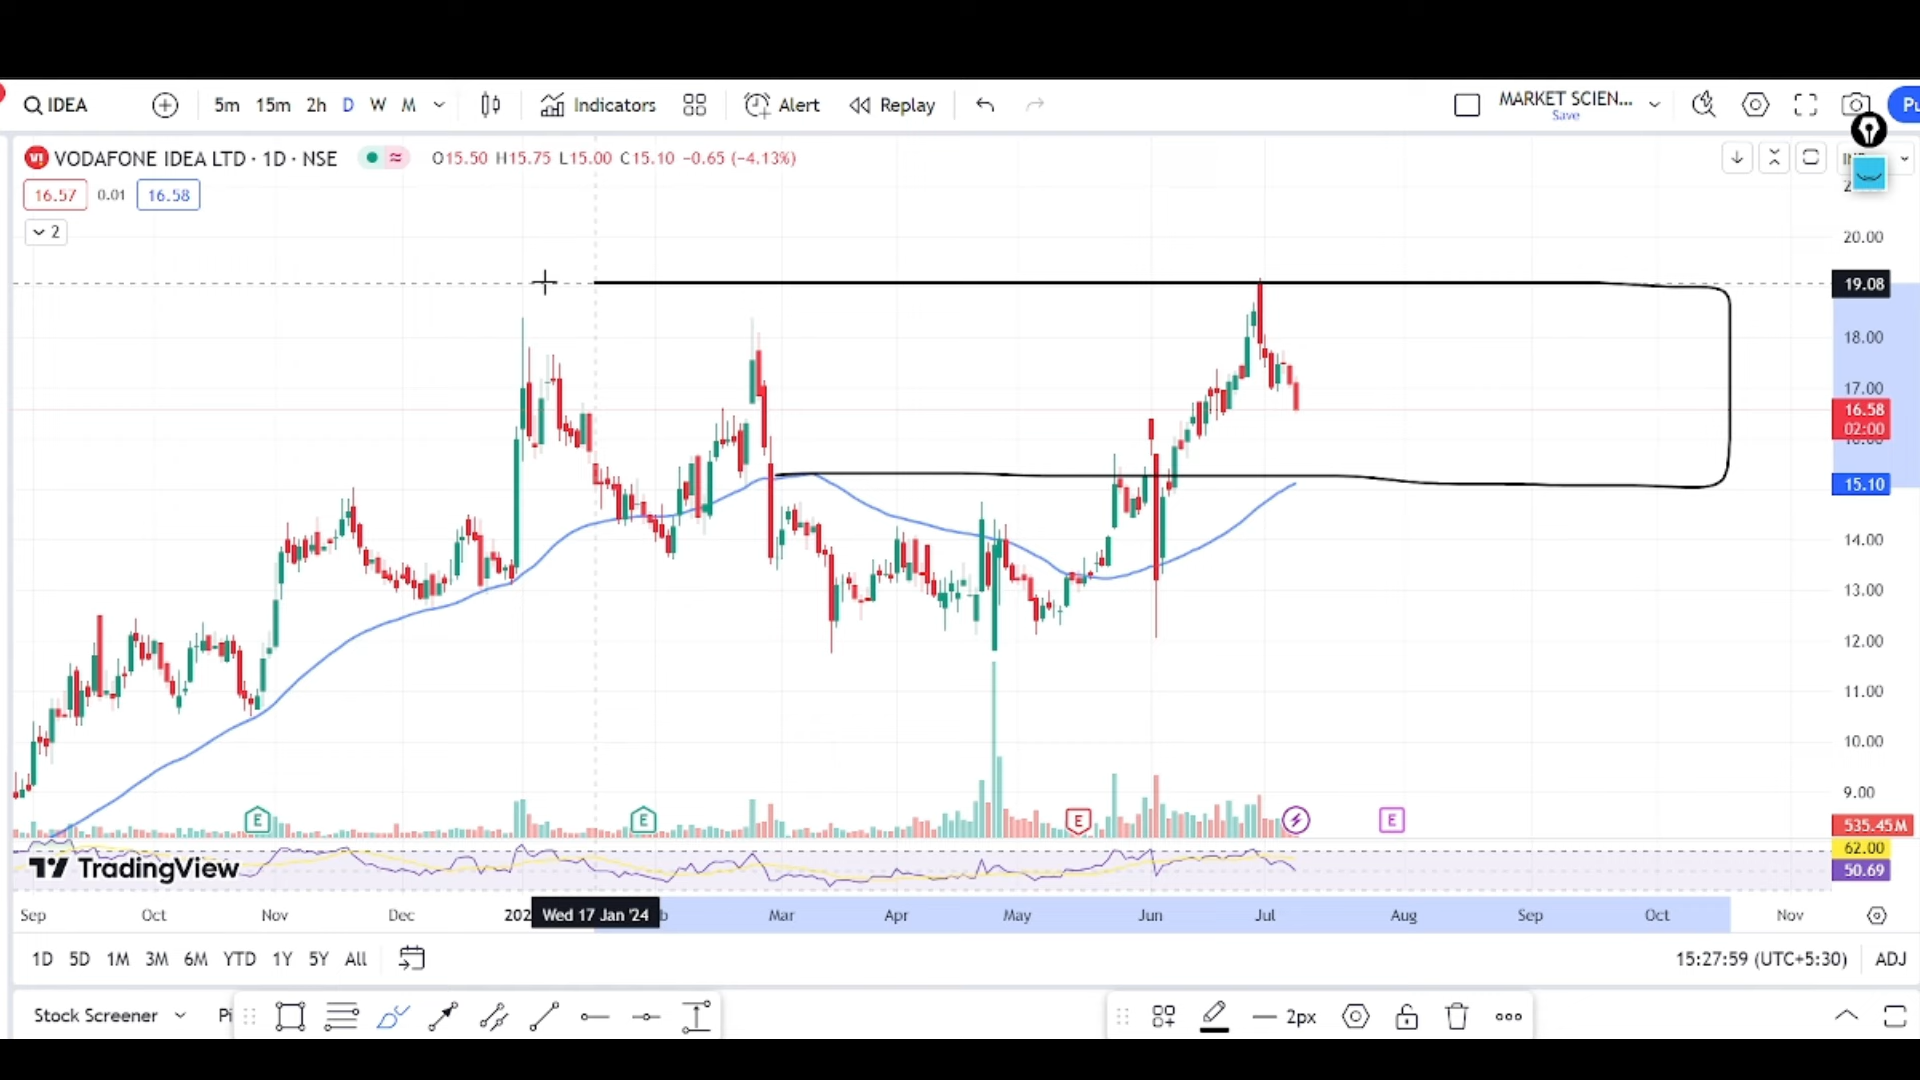 IDEA 5m 15m 2h D W M Indicators Alert Replay MARKET SCIEN...
Save
VODAFONE IDEA LTD · 1D · NSE O15.50 H15.75 L15.00 C15.10 −0.65 (−4.13%)
16.57 0.01 16.58
2
20.00
19.08
18.00
17.00
16.58
02:00
15.10
14.00
13.00
12.00
11.00
10.00
9.00
E E E E
535.45M
62.00
50.69
TradingView
Sep Oct Nov Dec 202 Wed 17 Jan '24 b Mar Apr May Jun Jul Aug Sep Oct Nov
1D 5D 1M 3M 6M YTD 1Y 5Y All 15:27:59 (UTC+5:30) ADJ
Stock Screener Pi 2px